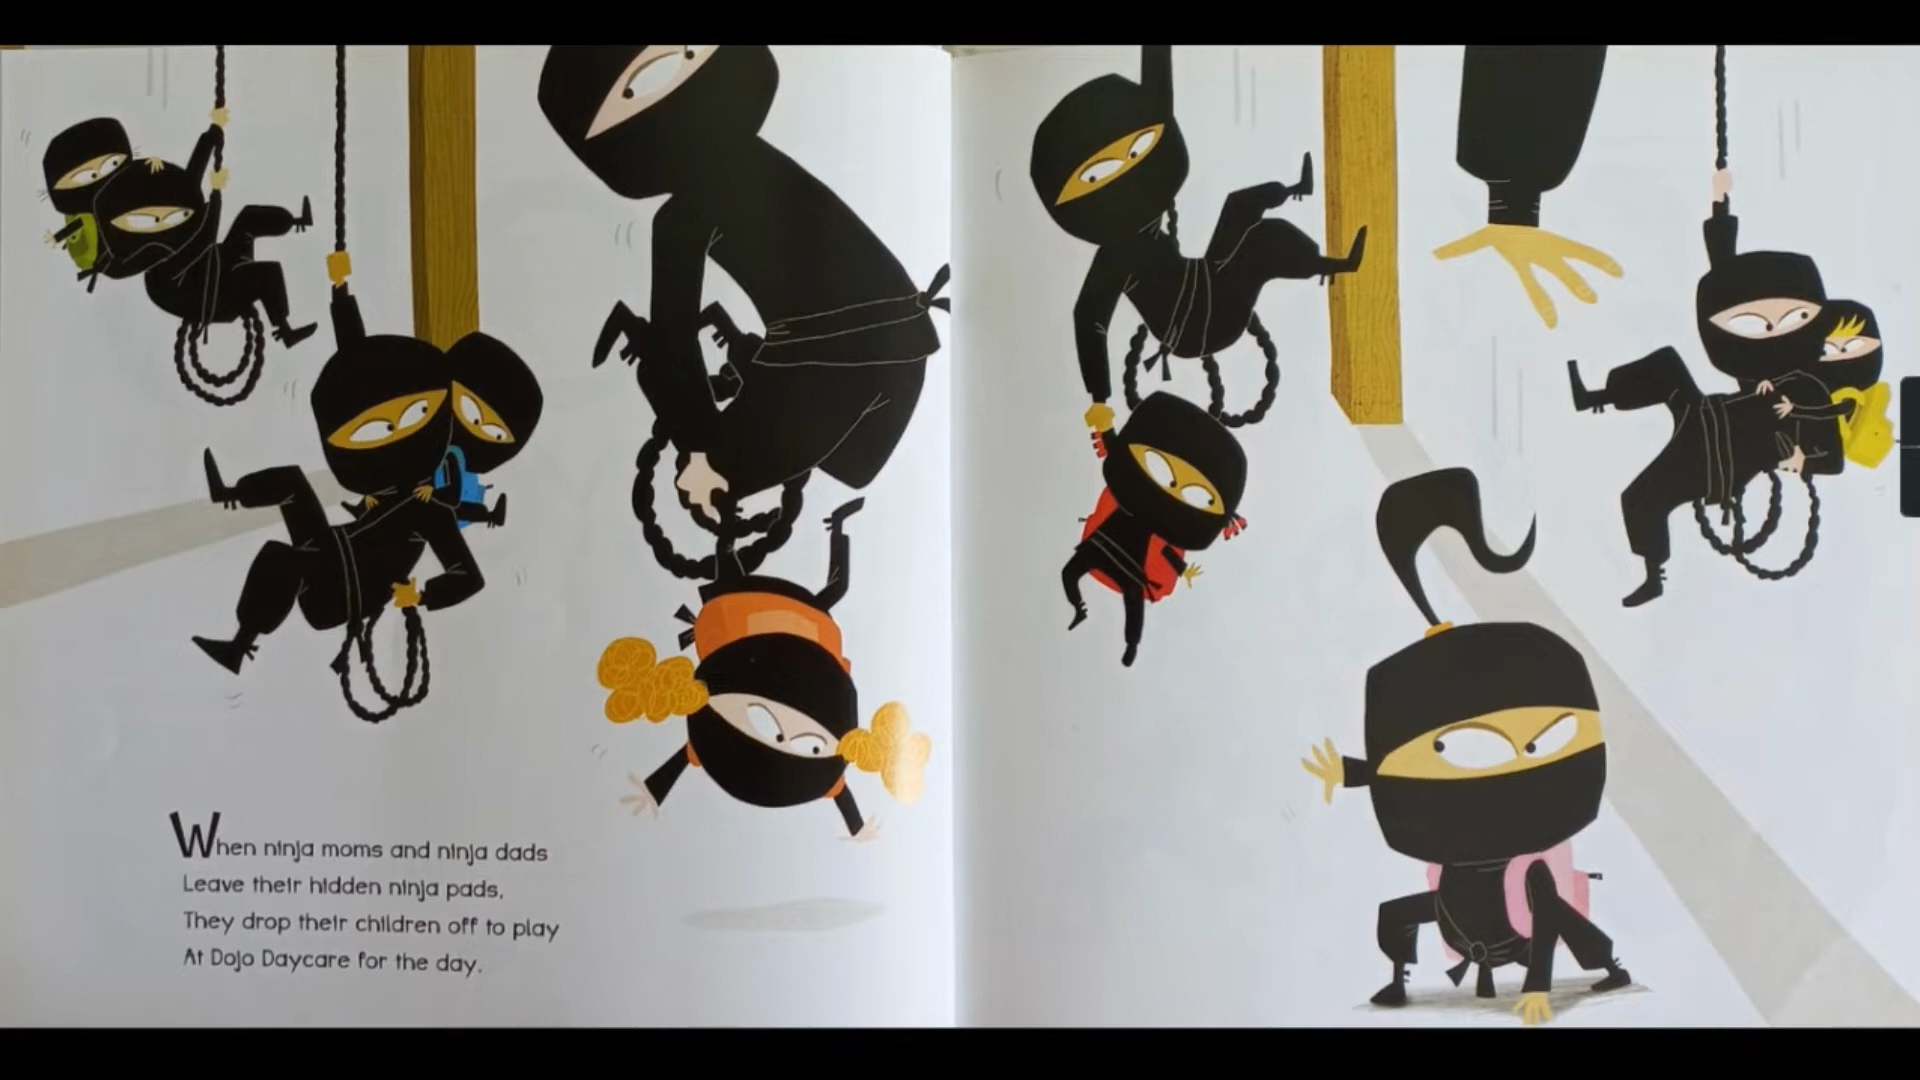 When ninja moms and ninja dads
Leave their hidden ninja pads,
They drop their children off to play
At Dojo Daycare for the day.